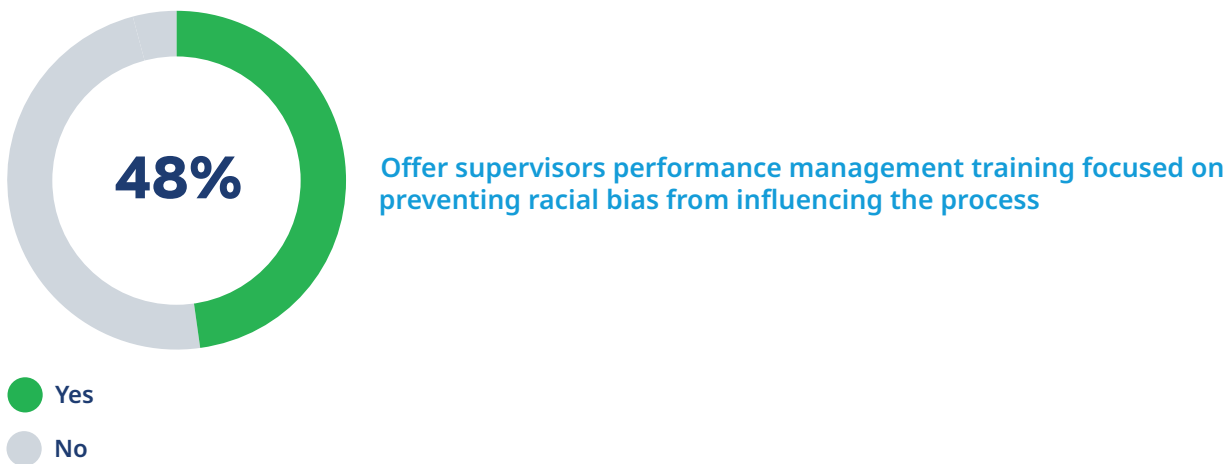 48%
Offer supervisors performance management training focused on
preventing racial bias from influencing the process
Yes
No